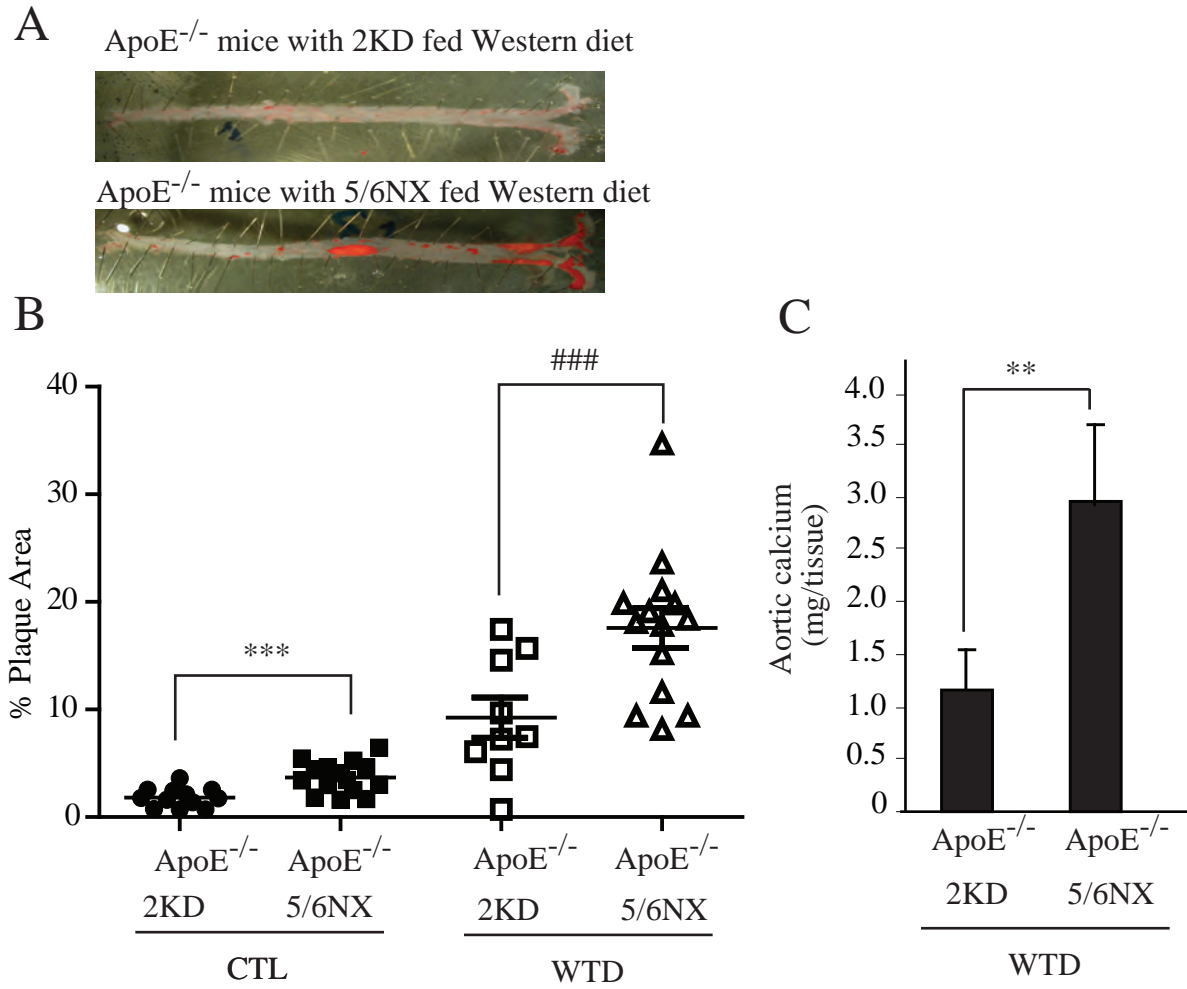 A
ApoE-/- mice with 2KD fed Western diet
ApoE-/- mice with 5/6NX fed Western diet
B
% Plaque Area
40
30
20
10
0
***
###
ApoE-/- ApoE-/- ApoE-/- ApoE-/-
2KD 5/6NX 2KD 5/6NX
CTL WTD
C
Aortic calcium
(mg/tissue)
4.0
3.5
3.0
2.5
2.0
1.5
1.0
0.5
0
**
ApoE-/- ApoE-/-
2KD 5/6NX
WTD